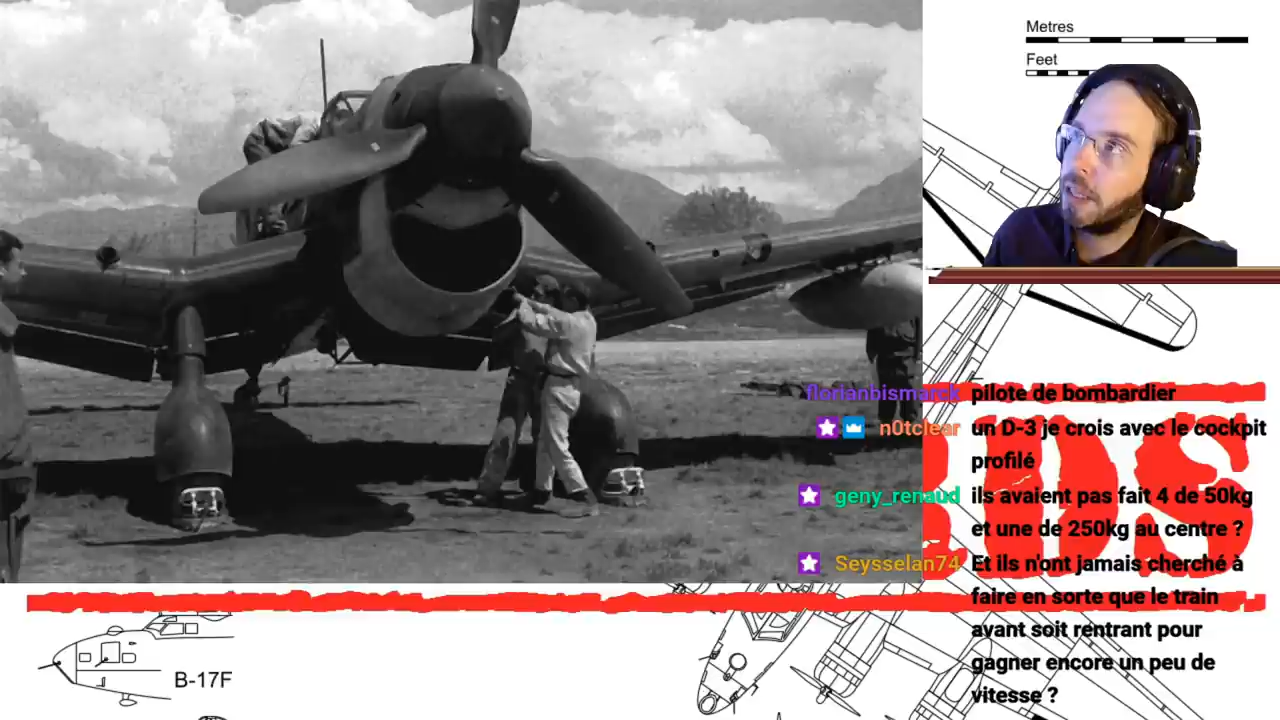 Metres
Feet
florianbismarck pilote de bombardier
n0tclear un D-3 je crois avec le cockpit
profilé
geny_renaud ils avaient pas fait 4 de 50kg
et une de 250kg au centre ?
Seysselan74 Et ils n'ont jamais cherché à
faire en sorte que le train
avant soit rentrant pour
gagner encore un peu de
vitesse ?
DS
B-17F